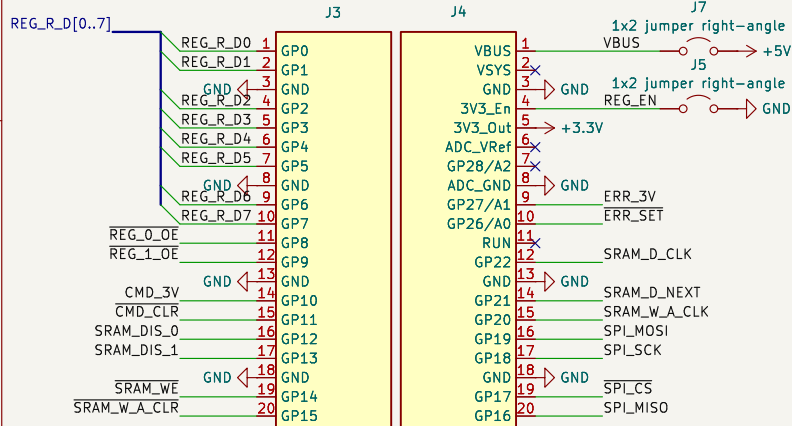 J3
J4
J7
REG_R_D[0..7]
1x2 jumper right-angle
REG_R_D0 1 GP0
VBUS 1 VBUS +5V
REG_R_D1 2 GP1
VSYS 2
J5
GND 3 GND
GND 3 GND
1x2 jumper right-angle
REG_R_D2 4 GP2
3V3_En 4 REG_EN GND
REG_R_D3 5 GP3
3V3_Out 5 +3.3V
REG_R_D4 6 GP4
ADC_VRef 6
REG_R_D5 7 GP5
GP28/A2 7
GND 8 GND
ADC_GND 8 GND
REG_R_D6 9 GP6
GP27/A1 9 ERR_3V
REG_R_D7 10 GP7
GP26/A0 10 ERR_SET
REG_0_OE 11 GP8
RUN 11
REG_1_OE 12 GP9
GP22 12 SRAM_D_CLK
GND 13 GND
GND 13 GND
CMD_3V 14 GP10
GP21 14 SRAM_D_NEXT
CMD_CLR 15 GP11
GP20 15 SRAM_W_A_CLK
SRAM_DIS_0 16 GP12
GP19 16 SPI_MOSI
SRAM_DIS_1 17 GP13
GP18 17 SPI_SCK
GND 18 GND
GND 18 GND
SRAM_WE 19 GP14
GP17 19 SPI_CS
SRAM_W_A_CLR 20 GP15
GP16 20 SPI_MISO